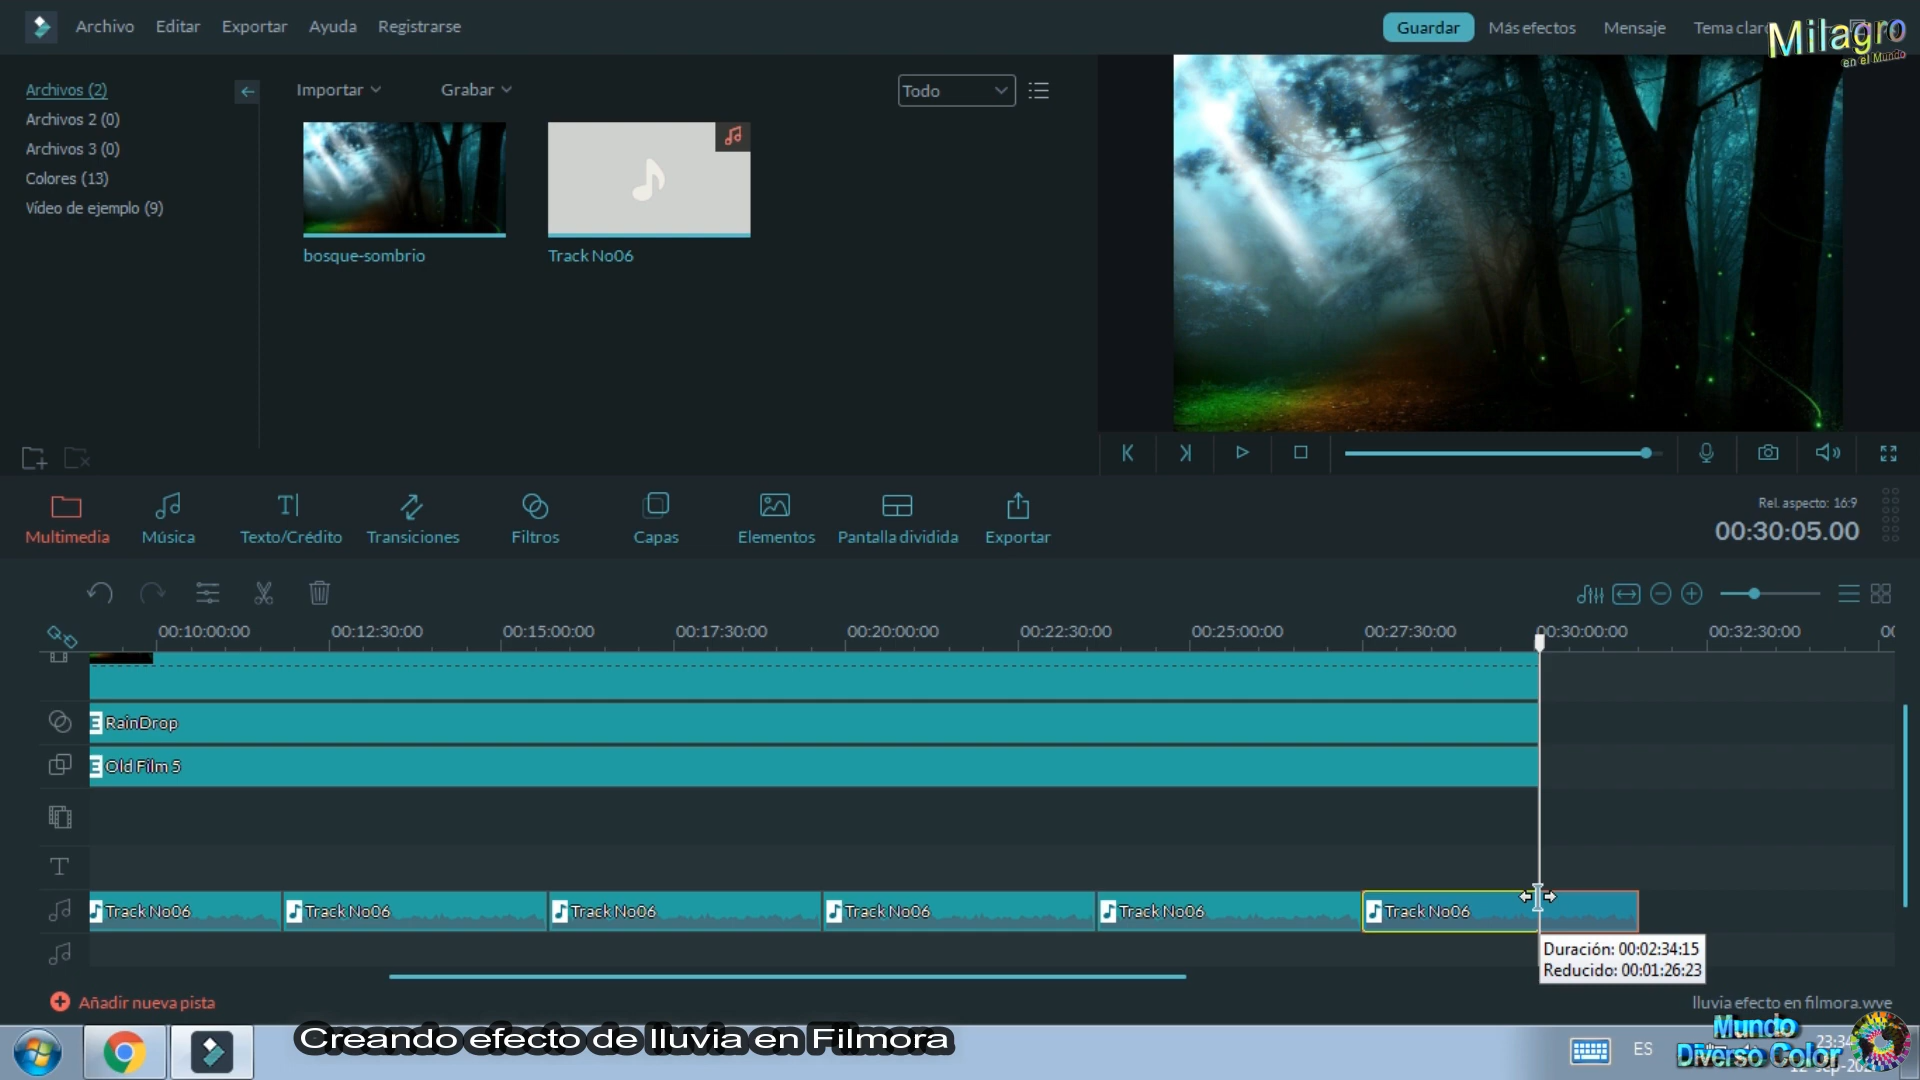 Archivo Editar Exportar Ayuda Registrarse
Guardar Más efectos Mensaje Tema claro
Milagro
en el Mundo
Archivos (2)
Archivos 2 (0)
Archivos 3 (0)
Colores (13)
Vídeo de ejemplo (9)
Importar Grabar Todo
bosque-sombrio Track No06
Multimedia Música Texto/Crédito Transiciones Filtros Capas Elementos Pantalla dividida Exportar
Rel. aspecto: 16:9
00:30:05.00
00:10:00:00 00:12:30:00 00:15:00:00 00:17:30:00 00:20:00:00 00:22:30:00 00:25:00:00 00:27:30:00 00:30:00:00 00:32:30:00
RainDrop
Old Film 5
Track No06 Track No06 Track No06 Track No06 Track No06 Track No06
Duración: 00:02:34:15
Reducido: 00:01:26:23
Añadir nueva pista
lluvia efecto en filmora.wve
Creando efecto de lluvia en Filmora
ES
Mundo
Diverso Color